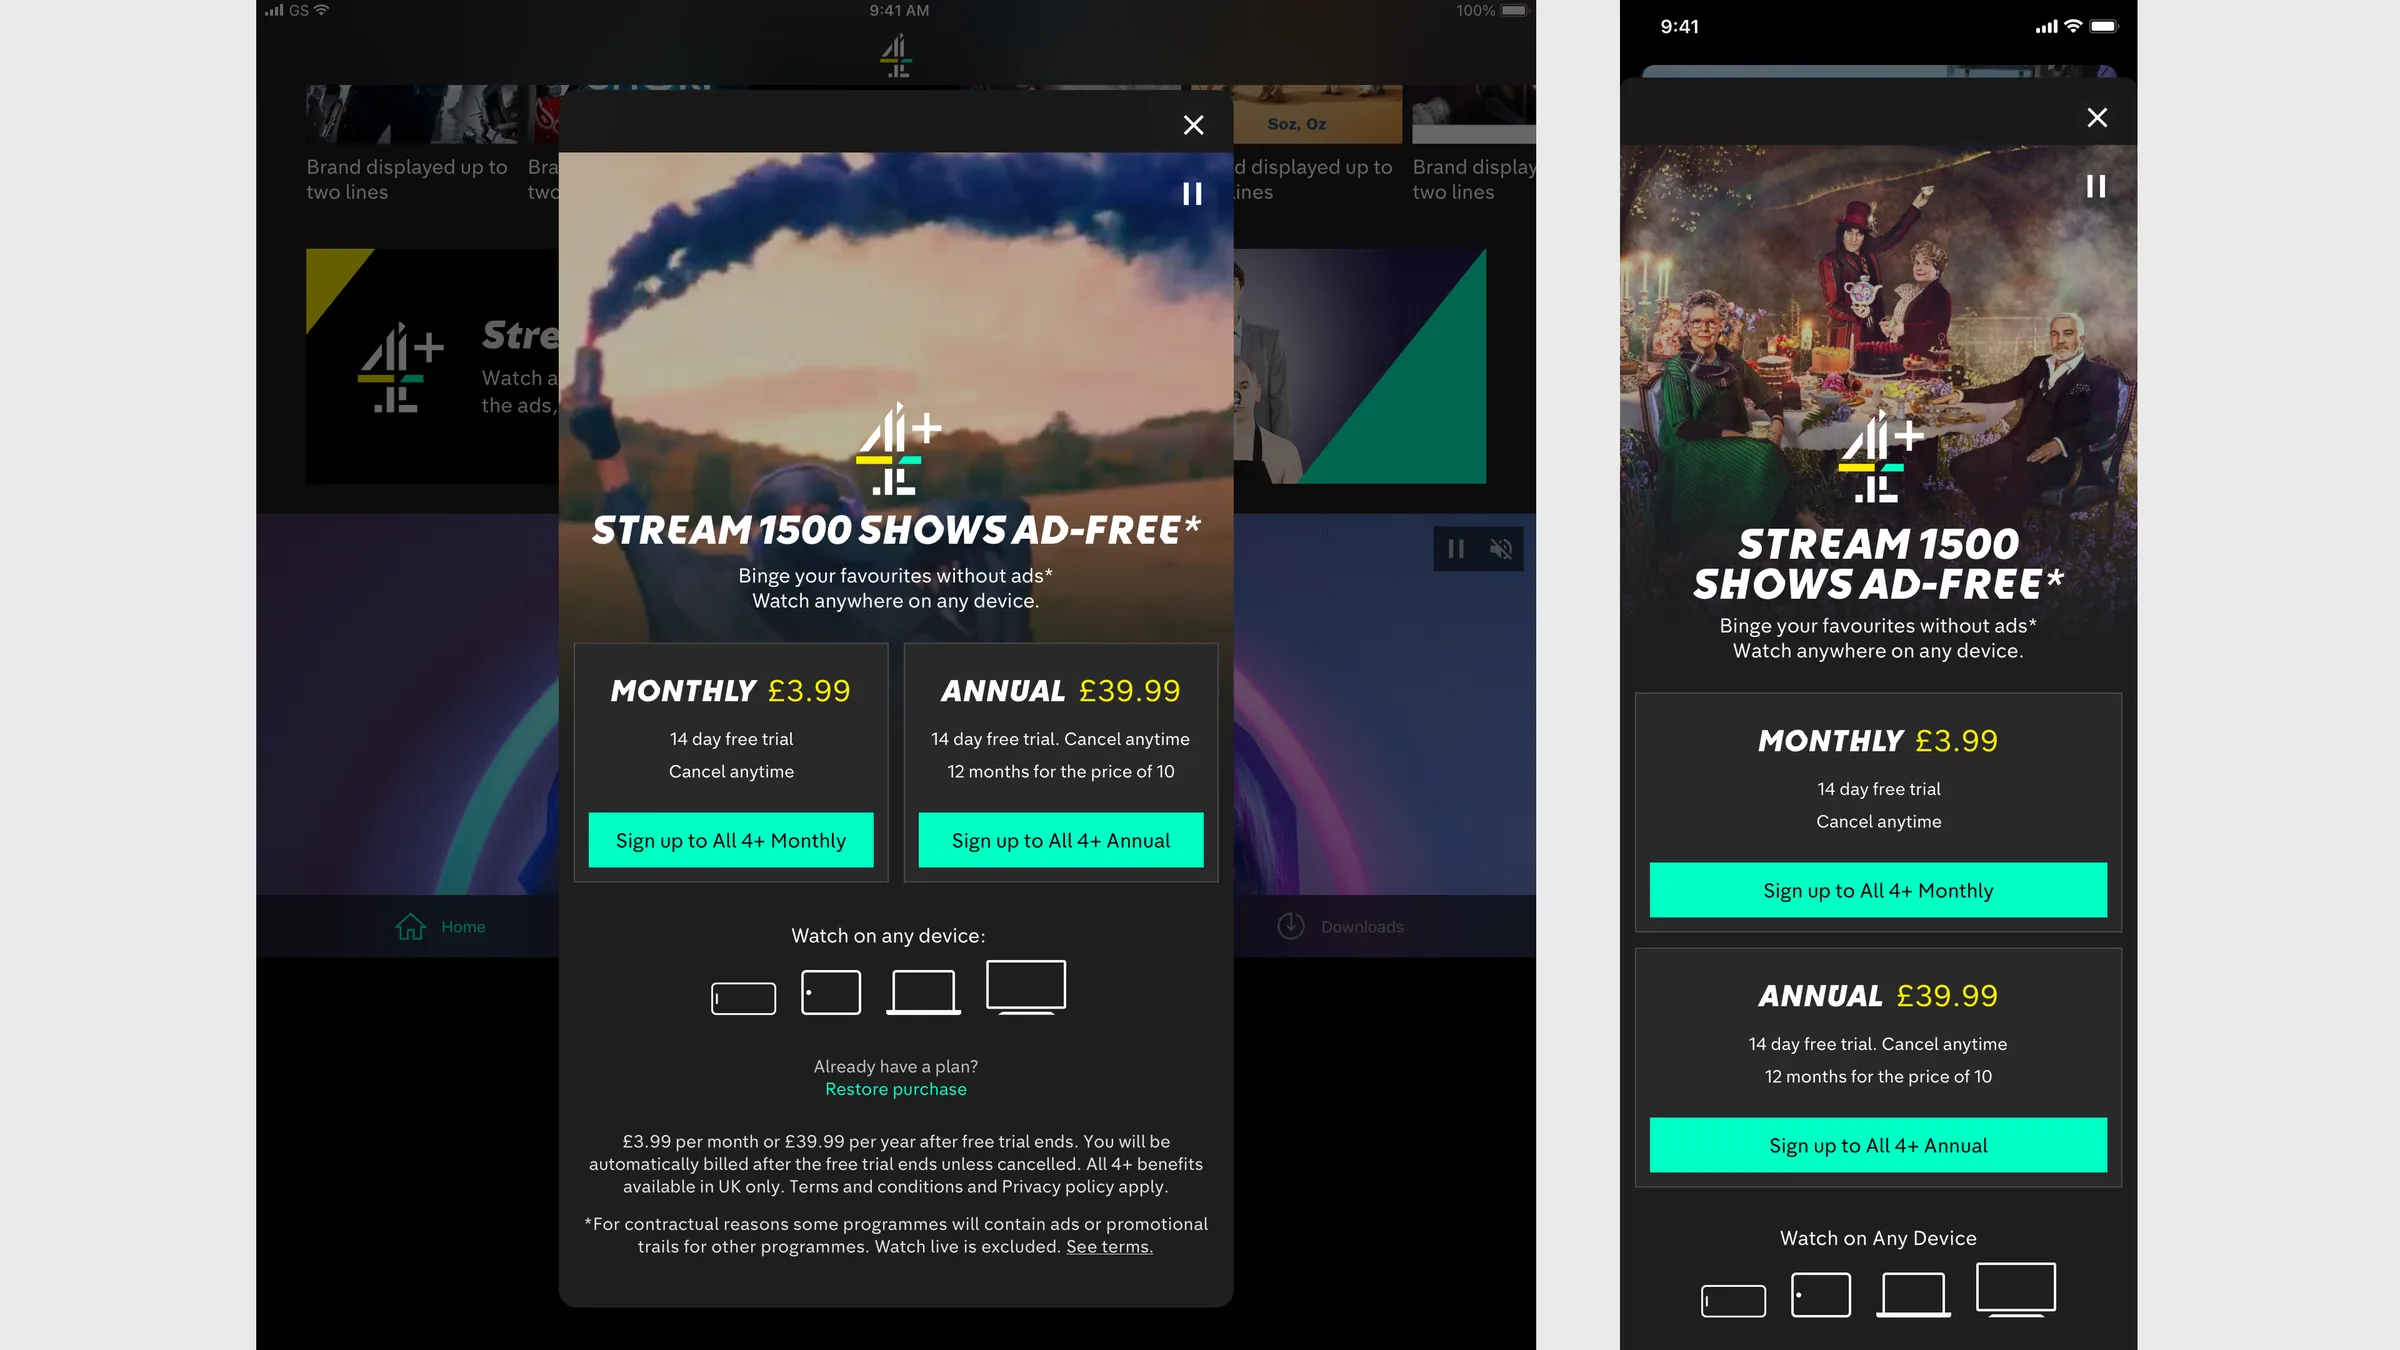 GS
9:41 AM
100%
Soz, Oz
Brand displayed up to
two lines
Bra
two
d displayed up to
lines
Brand display
two lines
Stre
Watch a
the ads,
STREAM 1500 SHOWS AD-FREE*
Binge your favourites without ads*
Watch anywhere on any device.
MONTHLY £3.99
14 day free trial
Cancel anytime
Sign up to All 4+ Monthly
ANNUAL £39.99
14 day free trial. Cancel anytime
12 months for the price of 10
Sign up to All 4+ Annual
Home
Downloads
Watch on any device:
Already have a plan?
Restore purchase
£3.99 per month or £39.99 per year after free trial ends. You will be
automatically billed after the free trial ends unless cancelled. All 4+ benefits
available in UK only. Terms and conditions and Privacy policy apply.
*For contractual reasons some programmes will contain ads or promotional
trails for other programmes. Watch live is excluded. See terms.
9:41
STREAM 1500
SHOWS AD-FREE*
Binge your favourites without ads*
Watch anywhere on any device.
MONTHLY £3.99
14 day free trial
Cancel anytime
Sign up to All 4+ Monthly
ANNUAL £39.99
14 day free trial. Cancel anytime
12 months for the price of 10
Sign up to All 4+ Annual
Watch on Any Device